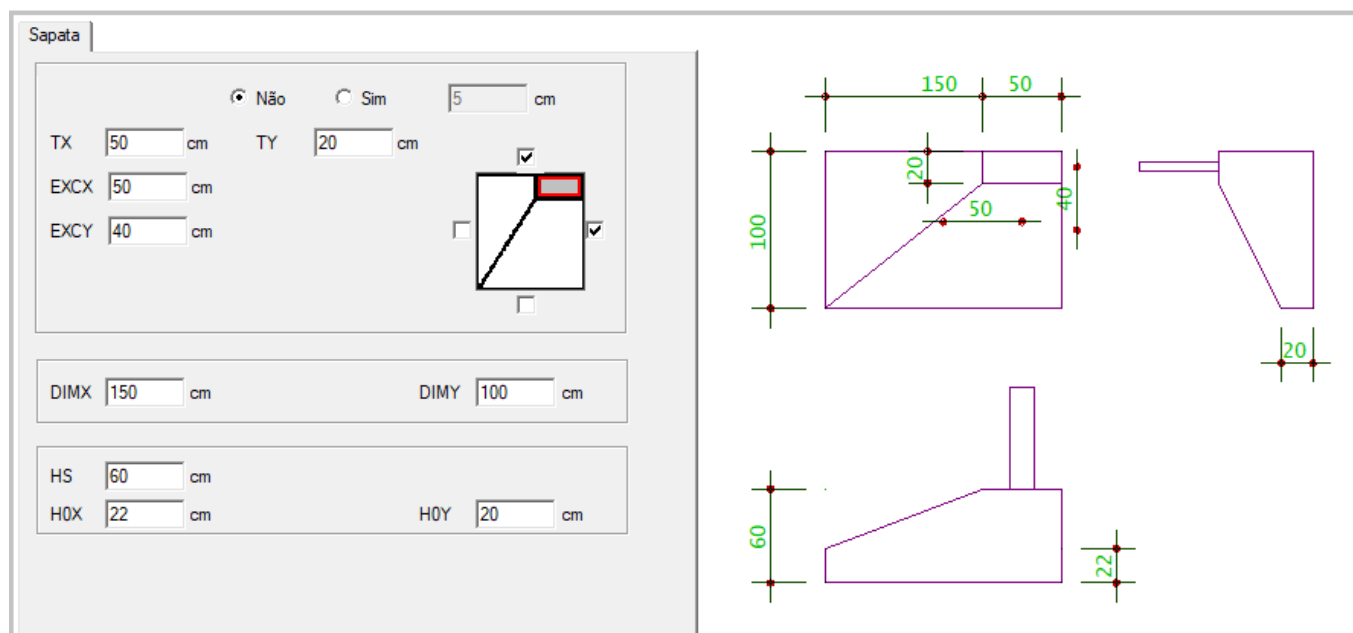 Sapata
Não Sim 5 cm
TX 50 cm TY 20 cm
EXCX 50 cm
EXCY 40 cm
DIMX 150 cm DIMY 100 cm
HS 60 cm
H0X 22 cm H0Y 20 cm
150 50
20
50
40
100
20
60
22